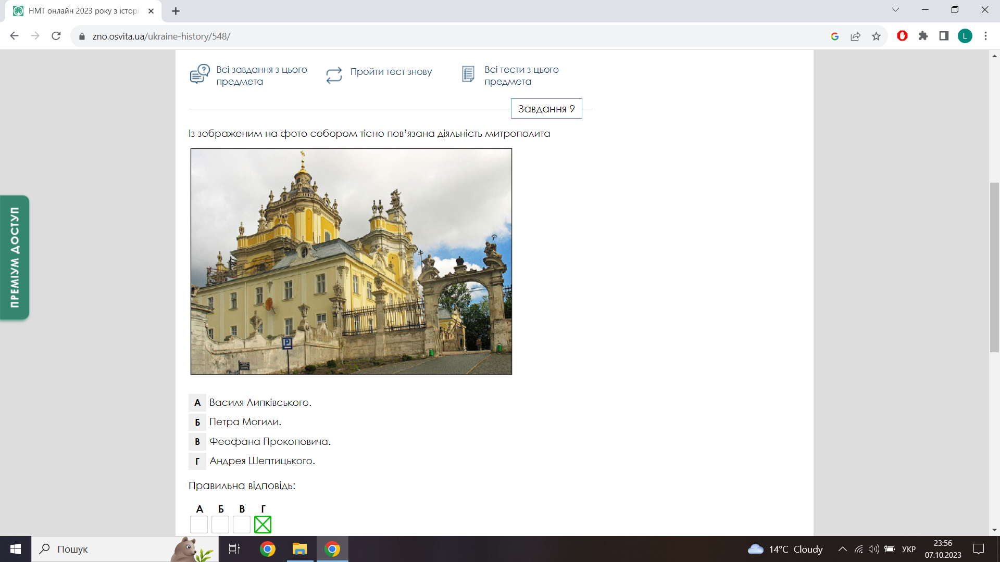 НМТ онлайн 2023 року з історі
zno.osvita.ua/ukraine-history/548/
L
Всі завдання з цього
предмета
Пройти тест знову
Всі тести з цього
предмета
Завдання 9
Із зображеним на фото собором тісно пов’язана діяльність митрополита
P
ПРЕМІУМ ДОСТУП
А Василя Липківського.
Б Петра Могили.
В Феофана Прокоповича.
Г Андрея Шептицького.
Правильна відповідь:
А Б В Г
Пошук
14°C Cloudy
УКР
23:56
07.10.2023